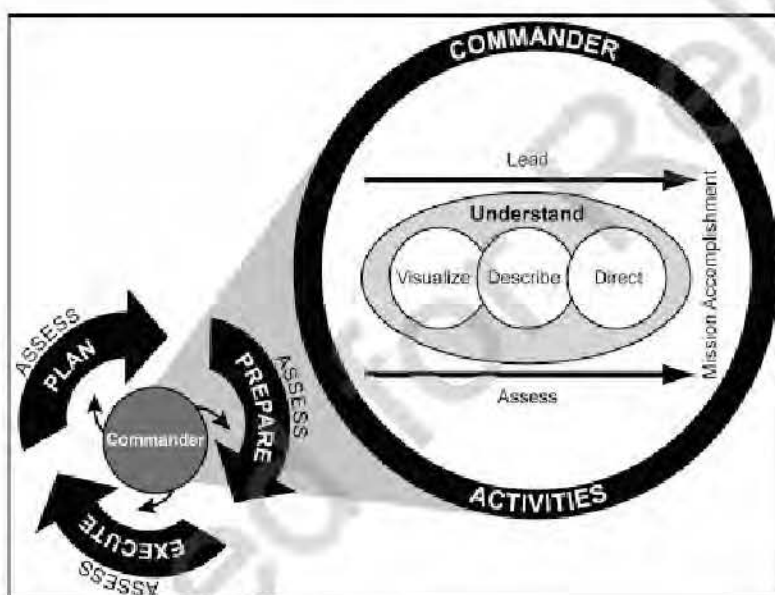 COMMANDER
Lead
Understand
Visualize
Describe
Direct
Assess
Mission Accomplishment
ACTIVITIES
ASSESS
PLAN
PREPARE
ASSESS
Commander
EXECUTE
ASSESS